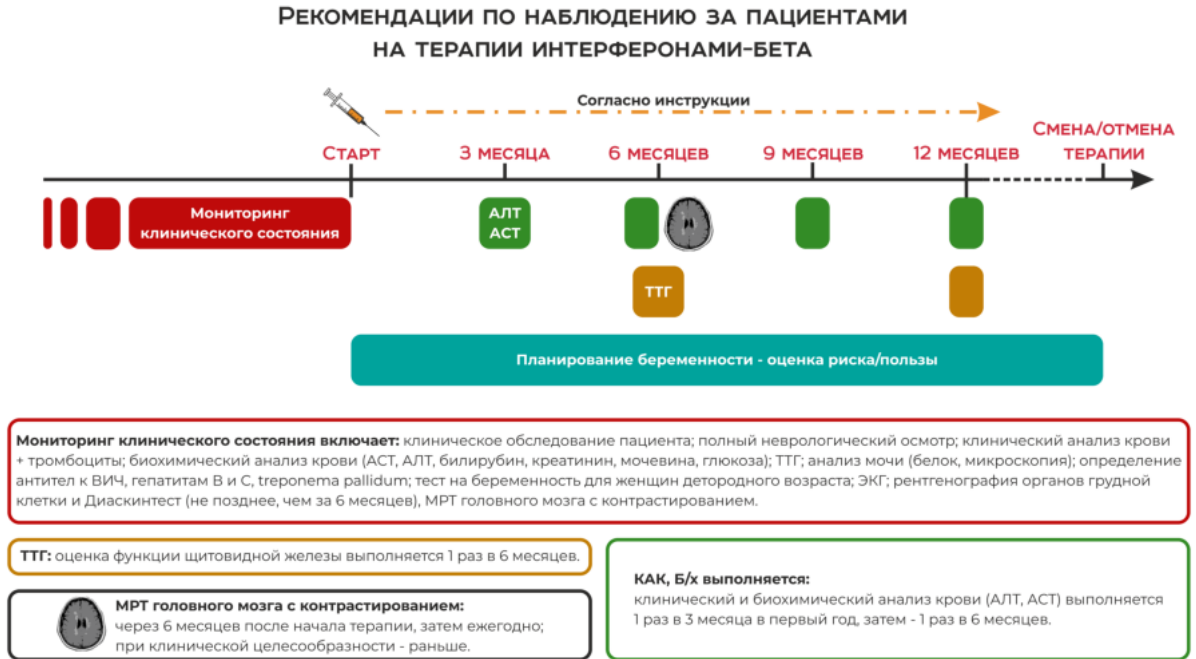 Рекомендации по наблюдению за пациентами
на терапии интерферонами-бета
Согласно инструкции
Старт
3 месяца
6 месяцев
9 месяцев
12 месяцев
Смена/отмена
терапии
Мониторинг
клинического состояния
АЛТ
АСТ
ТТГ
Планирование беременности - оценка риска/пользы
Мониторинг клинического состояния включает: клиническое обследование пациента; полный неврологический осмотр; клинический анализ крови
+ тромбоциты; биохимический анализ крови (АСТ, АЛТ, билирубин, креатинин, мочевина, глюкоза); ТТГ; анализ мочи (белок, микроскопия); определение
антител к ВИЧ, гепатитам В и С, treponema pallidum; тест на беременность для женщин детородного возраста; ЭКГ; рентгенография органов грудной
клетки и Диаскинтест (не позднее, чем за 6 месяцев), МРТ головного мозга с контрастированием.
ТТГ: оценка функции щитовидной железы выполняется 1 раз в 6 месяцев.
МРТ головного мозга с контрастированием:
через 6 месяцев после начала терапии, затем ежегодно;
при клинической целесообразности - раньше.
КАК, Б/х выполняется:
клинический и биохимический анализ крови (АЛТ, АСТ) выполняется
1 раз в 3 месяца в первый год, затем - 1 раз в 6 месяцев.